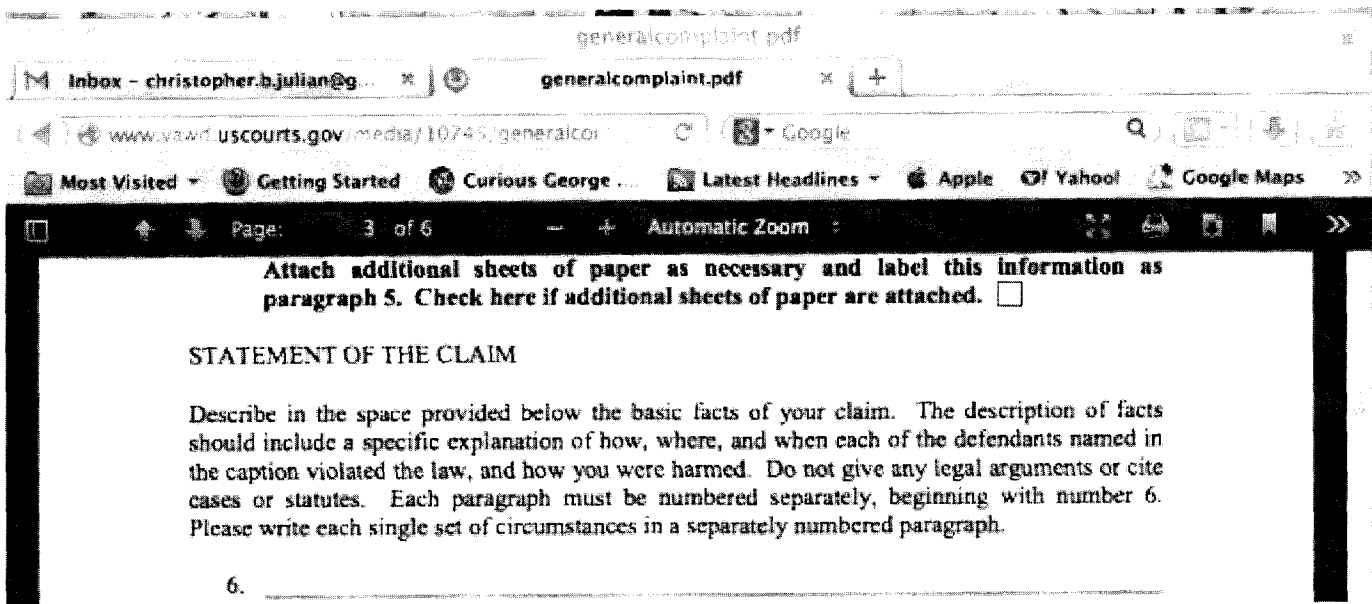 generalcomplaint.pdf
Inbox - christopher.b.julian@g...
generalcomplaint.pdf
www.vawd.uscourts.gov/media/10745/generalcor
Google
Most Visited
Getting Started
Curious George ...
Latest Headlines
Apple
Yahoo!
Google Maps
Page: 3 of 6
Automatic Zoom
Attach additional sheets of paper as necessary and label this information as
paragraph 5. Check here if additional sheets of paper are attached.
STATEMENT OF THE CLAIM
Describe in the space provided below the basic facts of your claim. The description of facts
should include a specific explanation of how, where, and when each of the defendants named in
the caption violated the law, and how you were harmed. Do not give any legal arguments or cite
cases or statutes. Each paragraph must be numbered separately, beginning with number 6.
Please write each single set of circumstances in a separately numbered paragraph.
6.